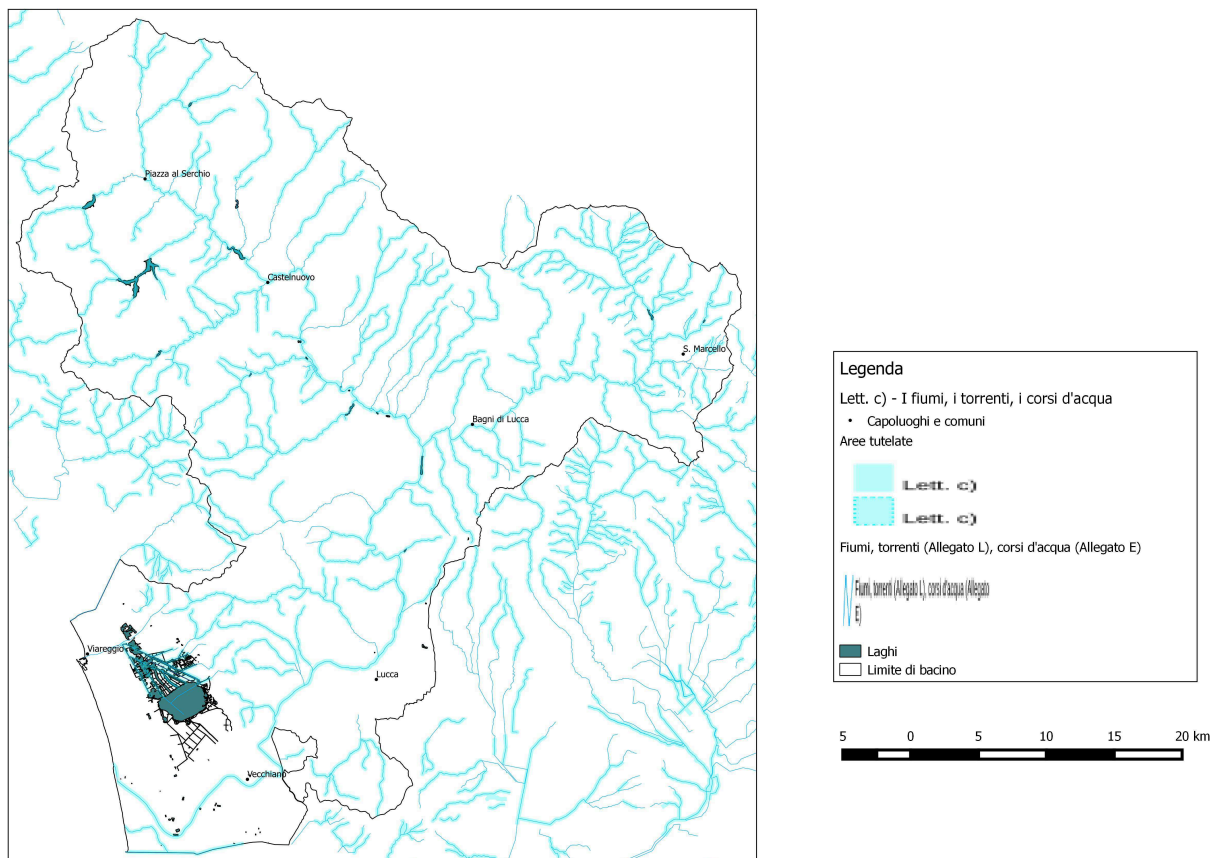 Piazza al Serchio
Castelnuovo
S. Marcello
Bagni di Lucca
Viareggio
Lucca
Vecchiano
Legenda
Lett. c) - I fiumi, i torrenti, i corsi d'acqua
Capoluoghi e comuni
Aree tutelate
Lett. c)
Lett. c)
Fiumi, torrenti (Allegato L), corsi d'acqua (Allegato E)
Fiumi, torrenti (Allegato L), corsi d'acqua (Allegato
E)
Laghi
Limite di bacino
5 0 5 10 15 20 km